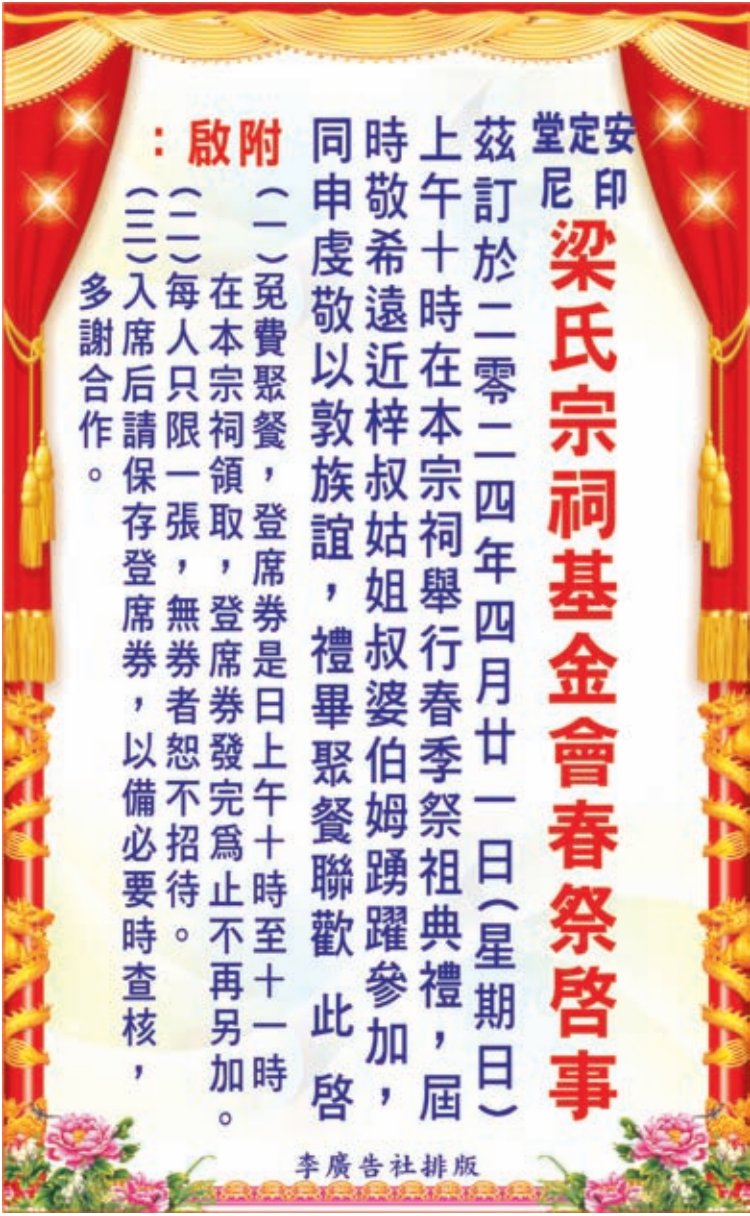 安定堂
印尼
梁氏宗祠基金會春祭啓事
茲訂於二零二四年四月廿一日(星期日)
上午十時在本宗祠舉行春季祭祖典禮，屆
時敬希遠近梓叔姑姐叔婆伯姆踴躍參加，
同申虔敬以敦族誼，禮畢聚餐聯歡 此啓
附啟：
(一)免費聚餐，登席券是日上午十時至十一時
在本宗祠領取，登席券發完爲止不再另加。
(二)每人只限一張，無券者恕不招待。
(三)入席后請保存登席券，以備必要時查核，
多謝合作。
李廣告社排版